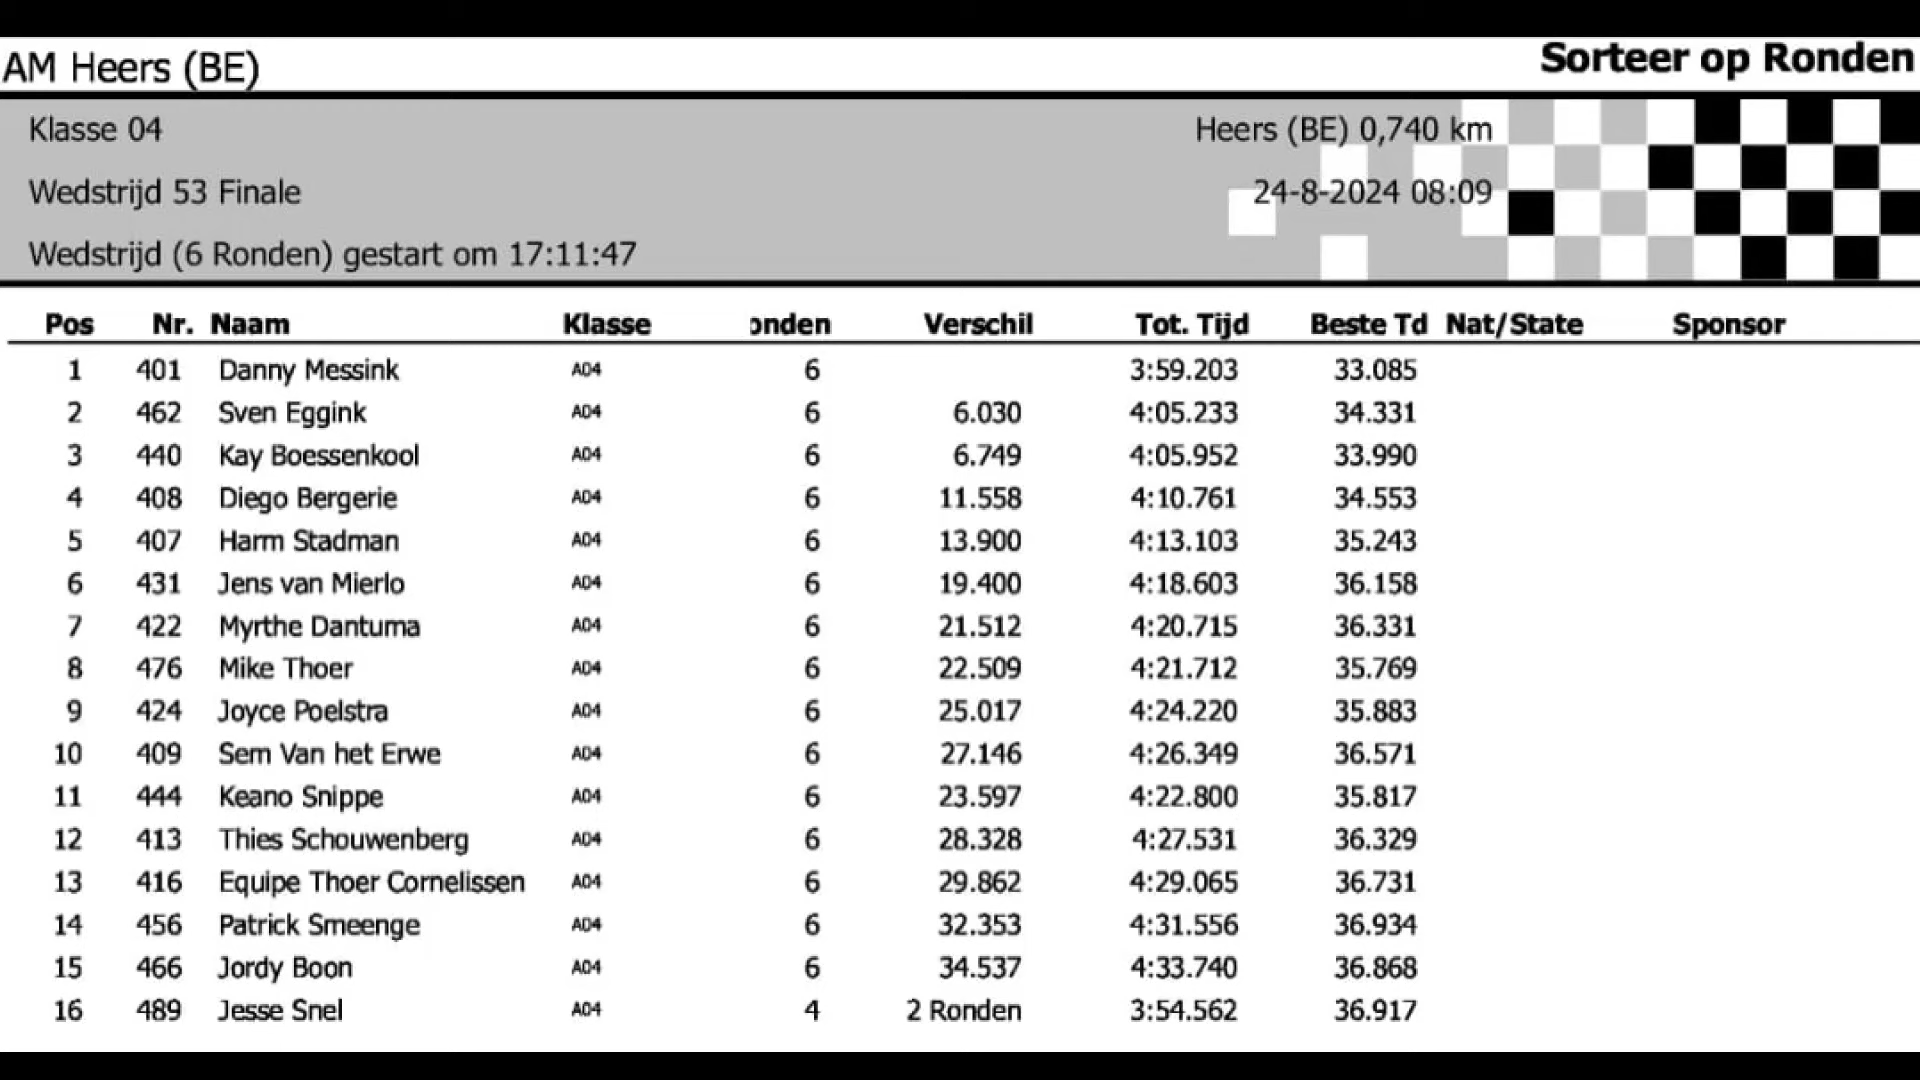 AM Heers (BE) Sorteer op Ronden
Klasse 04 Heers (BE) 0,740 km
Wedstrijd 53 Finale 24-8-2024 08:09
Wedstrijd (6 Ronden) gestart om 17:11:47
Pos Nr. Naam Klasse onden Verschil Tot. Tijd Beste Td Nat/State Sponsor
1 401 Danny Messink A04 6 3:59.203 33.085
2 462 Sven Eggink A04 6 6.030 4:05.233 34.331
3 440 Kay Boessenkool A04 6 6.749 4:05.952 33.990
4 408 Diego Bergerie A04 6 11.558 4:10.761 34.553
5 407 Harm Stadman A04 6 13.900 4:13.103 35.243
6 431 Jens van Mierlo A04 6 19.400 4:18.603 36.158
7 422 Myrthe Dantuma A04 6 21.512 4:20.715 36.331
8 476 Mike Thoer A04 6 22.509 4:21.712 35.769
9 424 Joyce Poelstra A04 6 25.017 4:24.220 35.883
10 409 Sem Van het Erwe A04 6 27.146 4:26.349 36.571
11 444 Keano Snippe A04 6 23.597 4:22.800 35.817
12 413 Thies Schouwenberg A04 6 28.328 4:27.531 36.329
13 416 Equipe Thoer Cornelissen A04 6 29.862 4:29.065 36.731
14 456 Patrick Smeenge A04 6 32.353 4:31.556 36.934
15 466 Jordy Boon A04 6 34.537 4:33.740 36.868
16 489 Jesse Snel A04 4 2 Ronden 3:54.562 36.917